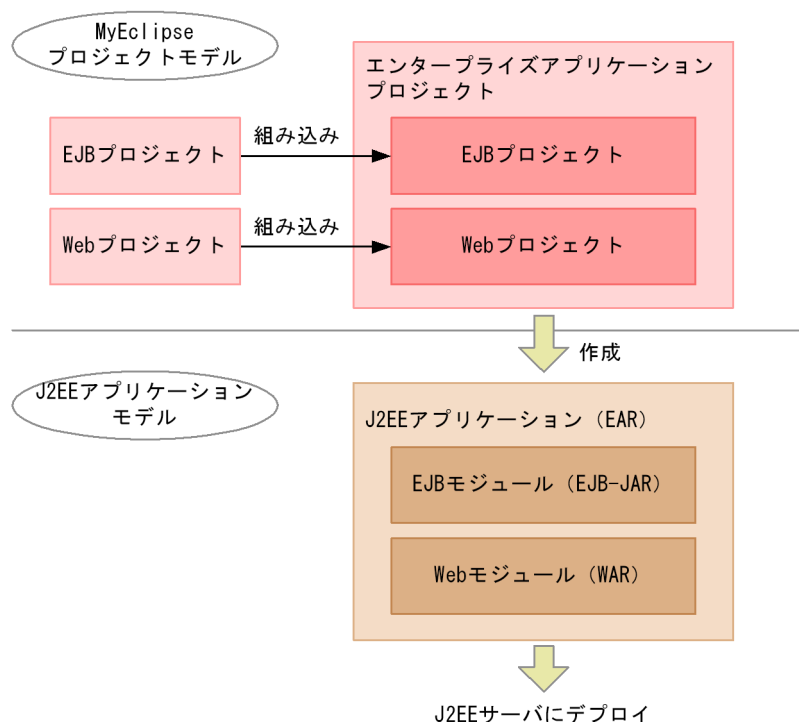 MyEclipse
プロジェクトモデル
エンタープライズアプリケーション
プロジェクト
EJBプロジェクト
組み込み
EJBプロジェクト
Webプロジェクト
組み込み
Webプロジェクト
作成
J2EEアプリケーション
モデル
J2EEアプリケーション（EAR）
EJBモジュール（EJB-JAR）
Webモジュール（WAR）
J2EEサーバにデプロイ